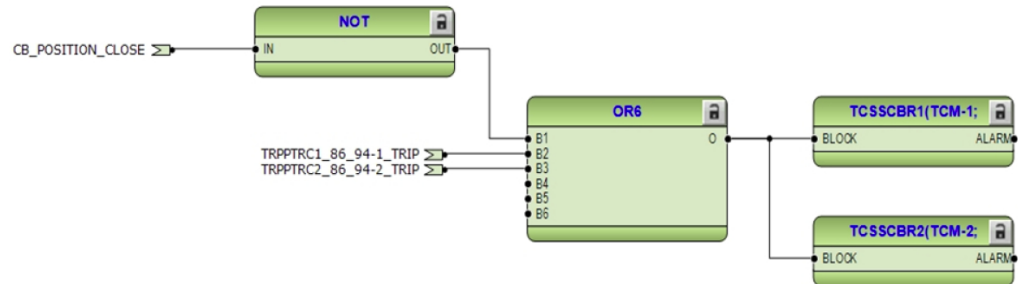 NOT
CB_POSITION_CLOSE
IN OUT
OR6
TCSSCBR1(TCM-1;
B1 O
BLOCK ALARM
TRPPTRC1_86_94-1_TRIP
B2
TRPPTRC2_86_94-2_TRIP
B3
B4
B5
B6
TCSSCBR2(TCM-2;
BLOCK ALARM